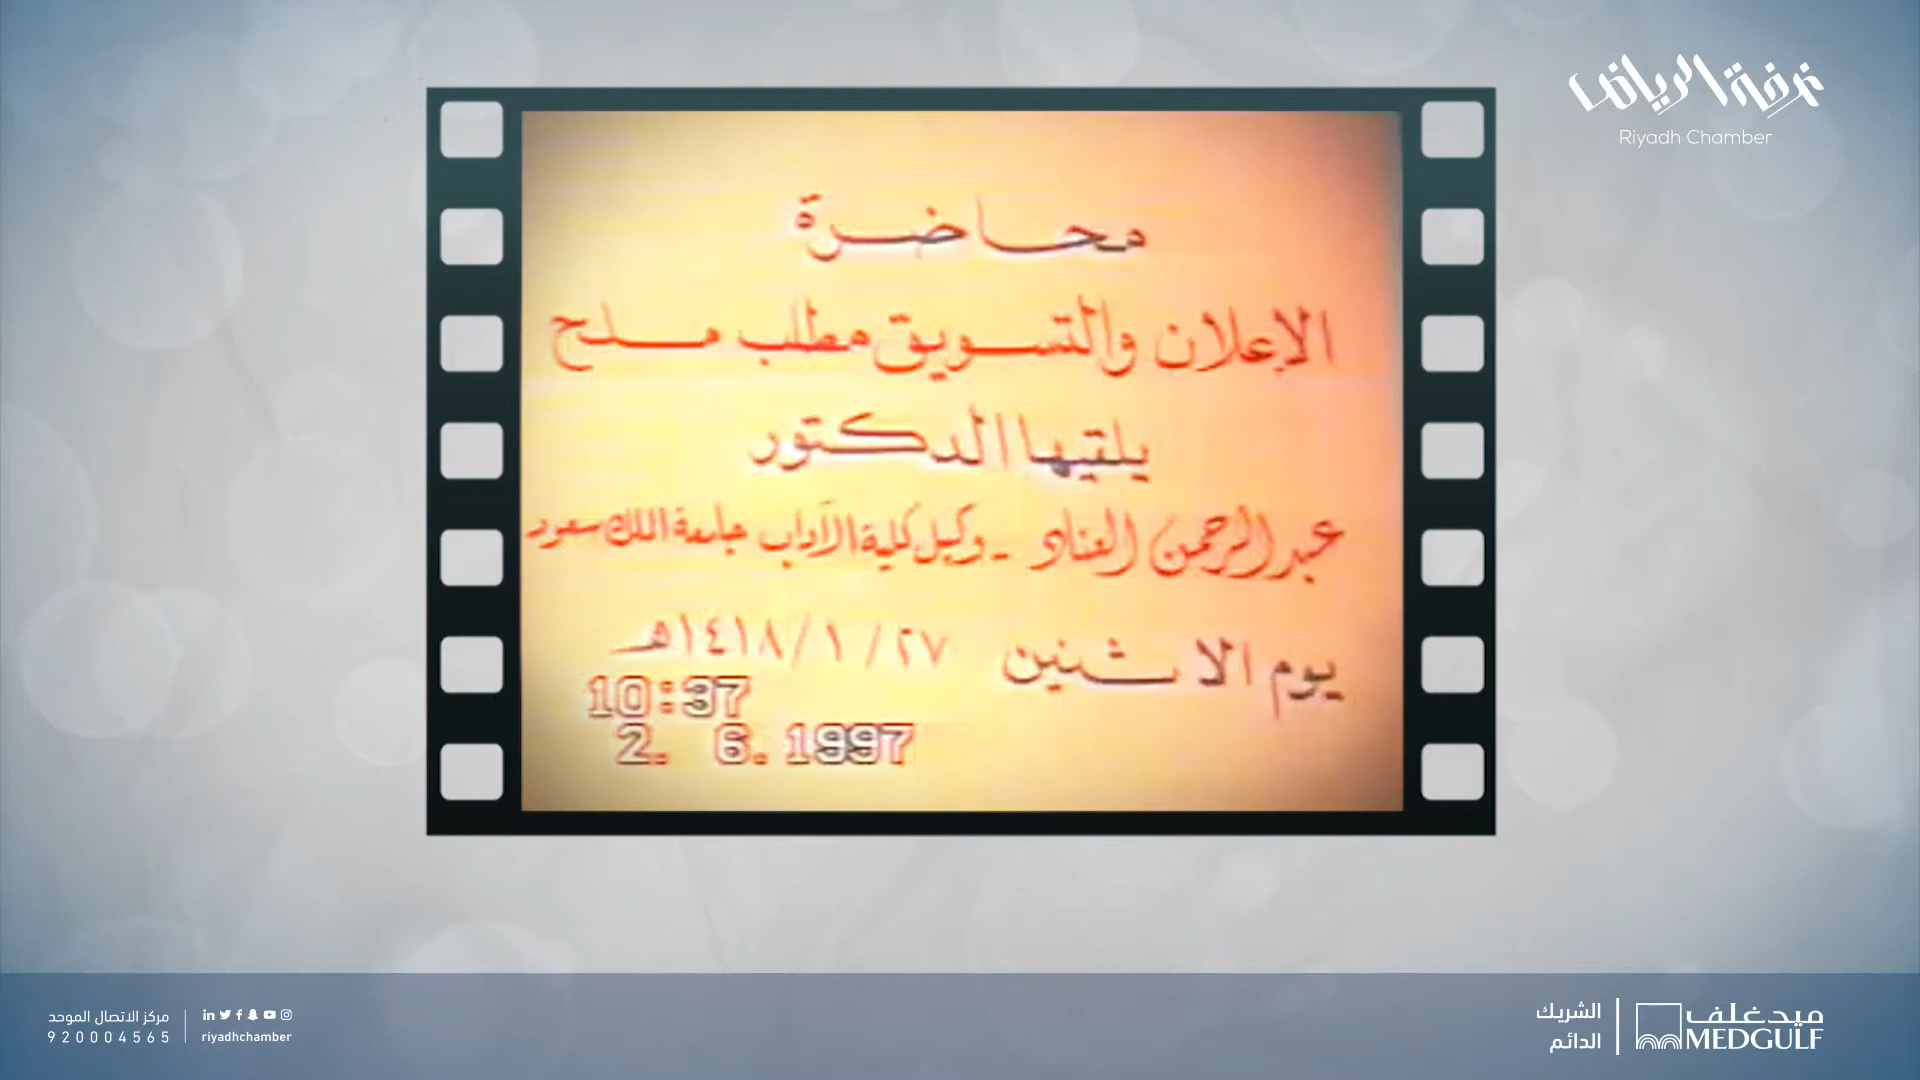 غرفة الرياض
Riyadh Chamber
محاضرة
الإعلان والتسويق مطلب ملح
يلقيها الدكتور
عبدالرحمن العناد - وكيل كلية الآداب جامعة الملك سعود
يوم الاثنين ٢٧ / ١ / ١٤١٨هـ
10:37
2. 6. 1997
مركز الاتصال الموحد
920004565
riyadhchamber
الشريك
الدائم
ميدغلف
MEDGULF